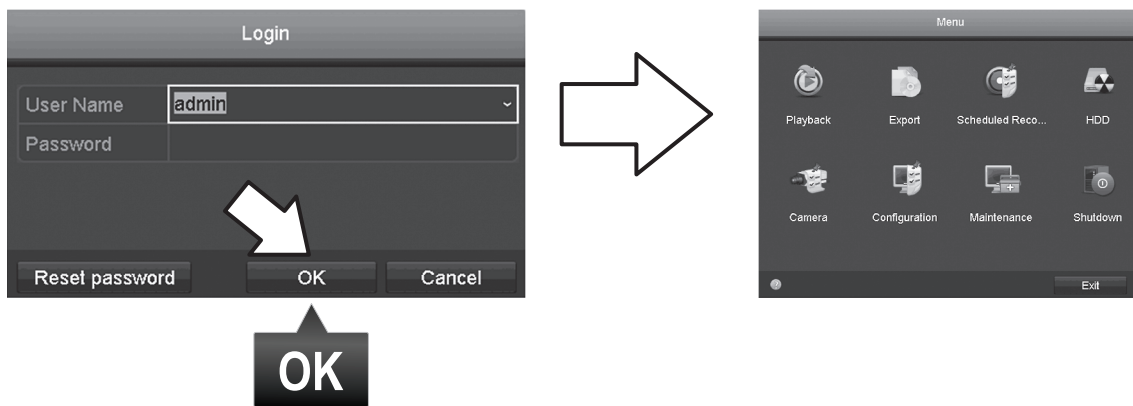 Login
User Name admin
Password
Reset password OK Cancel
OK
Menu
Playback Export Scheduled Reco... HDD
Camera Configuration Maintenance Shutdown
Exit